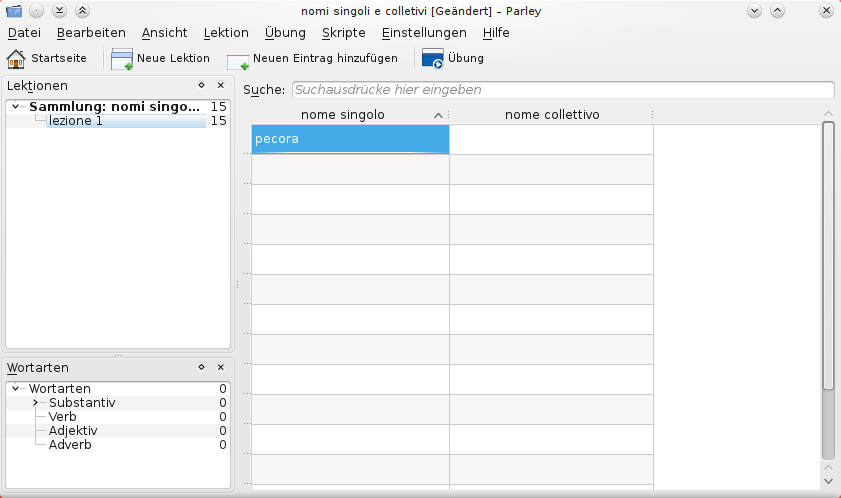 nomi singoli e colletivi [Geändert] – Parley
Datei Bearbeiten Ansicht Lektion Übung Skripte Einstellungen Hilfe
Startseite Neue Lektion Neuen Eintrag hinzufügen Übung
Lektionen
Sammlung: nomi singo... 15
lezione 1 15
Suche: Suchausdrücke hier eingeben
nome singolo nome collettivo
pecora
Wortarten
Wortarten 0
Substantiv 0
Verb 0
Adjektiv 0
Adverb 0